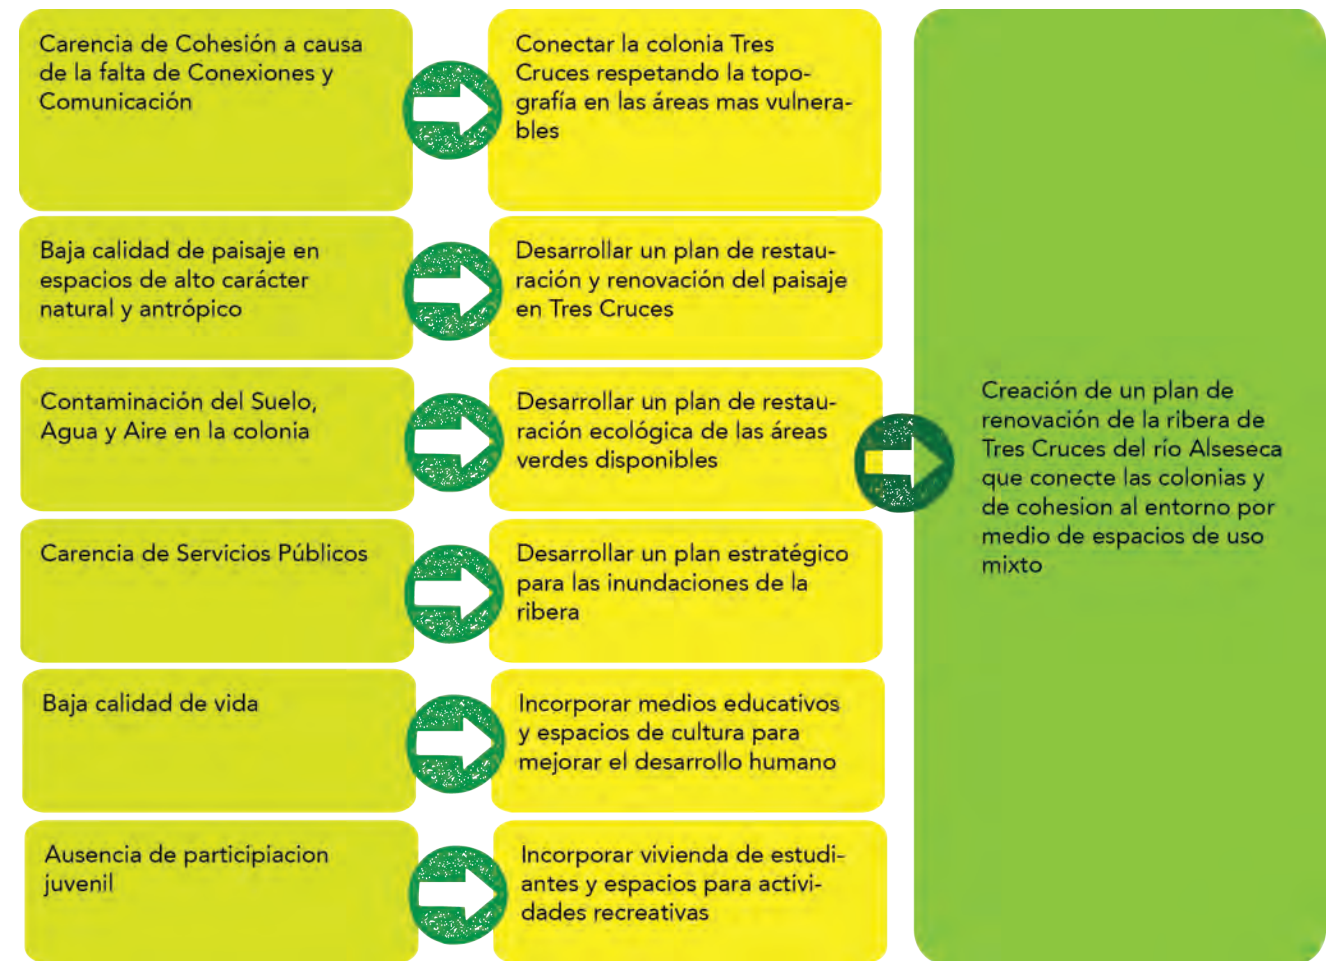 Carencia de Cohesión a causa
de la falta de Conexiones y
Comunicación
Conectar la colonia Tres
Cruces respetando la topo-
grafía en las áreas mas vulnera-
bles
Baja calidad de paisaje en
espacios de alto carácter
natural y antrópico
Desarrollar un plan de restau-
ración y renovación del paisaje
en Tres Cruces
Contaminación del Suelo,
Agua y Aire en la colonia
Desarrollar un plan de restau-
ración ecológica de las áreas
verdes disponibles
Carencia de Servicios Públicos
Desarrollar un plan estratégico
para las inundaciones de la
ribera
Baja calidad de vida
Incorporar medios educativos
y espacios de cultura para
mejorar el desarrollo humano
Ausencia de participiacion
juvenil
Incorporar vivienda de estudi-
antes y espacios para activi-
dades recreativas
Creación de un plan de
renovación de la ribera de
Tres Cruces del río Alseseca
que conecte las colonias y
de cohesion al entorno por
medio de espacios de uso
mixto